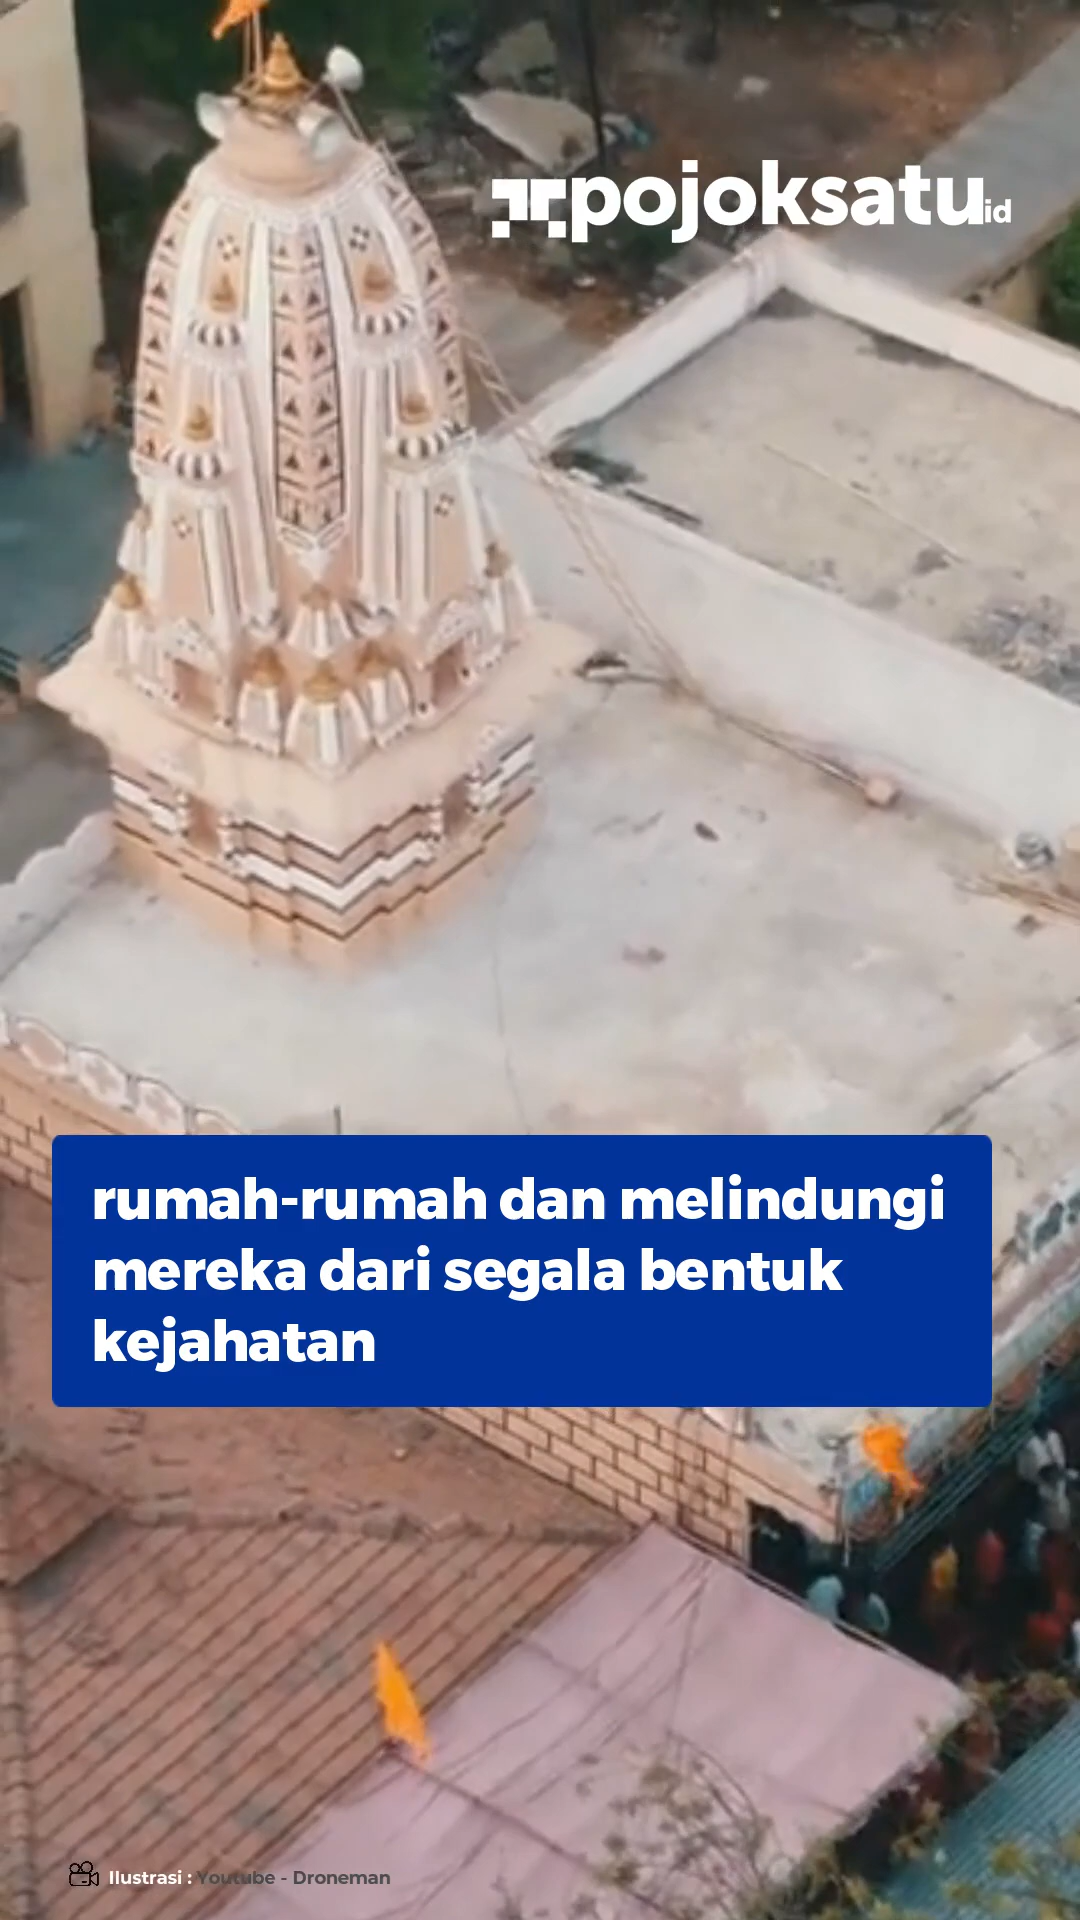 pojoksatu.id
rumah-rumah dan melindungi
mereka dari segala bentuk
kejahatan
Ilustrasi : Youtube - Droneman